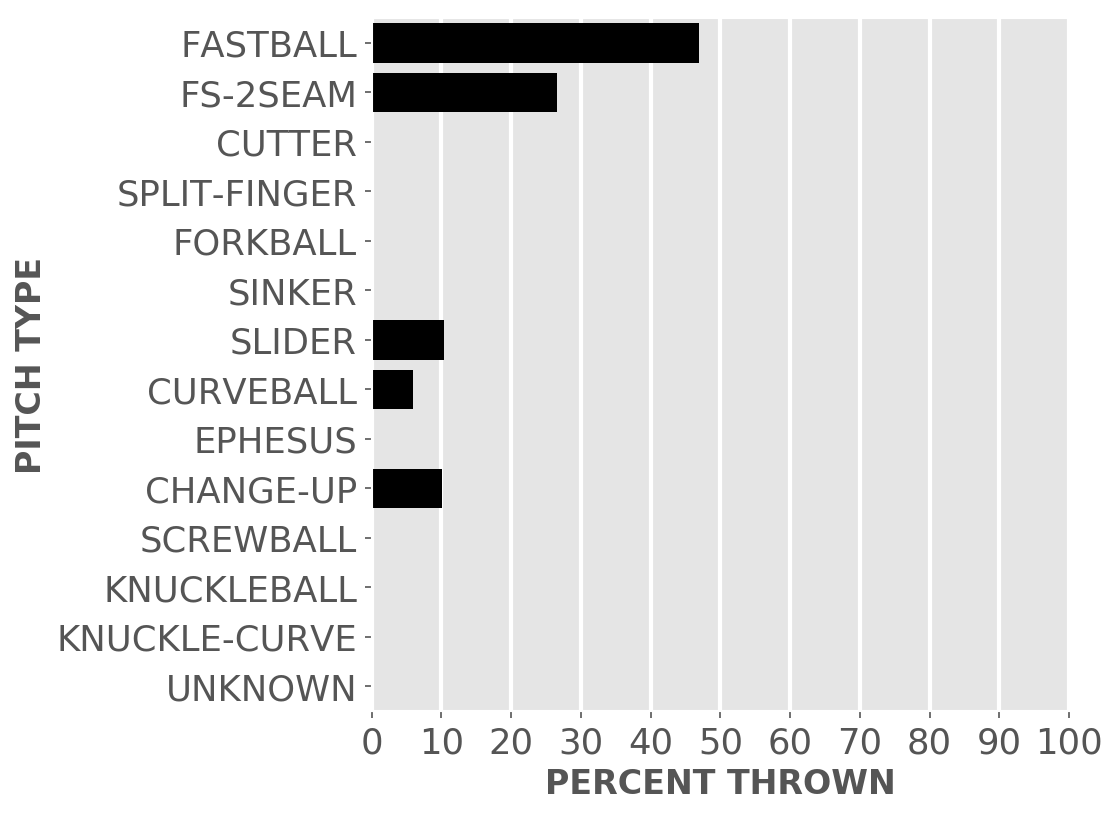 FASTBALL
FS-2SEAM
CUTTER
SPLIT-FINGER
FORKBALL
SINKER
SLIDER
CURVEBALL
EPHESUS
CHANGE-UP
SCREWBALL
KNUCKLEBALL
KNUCKLE-CURVE
UNKNOWN
PITCH TYPE
0 10 20 30 40 50 60 70 80 90 100
PERCENT THROWN